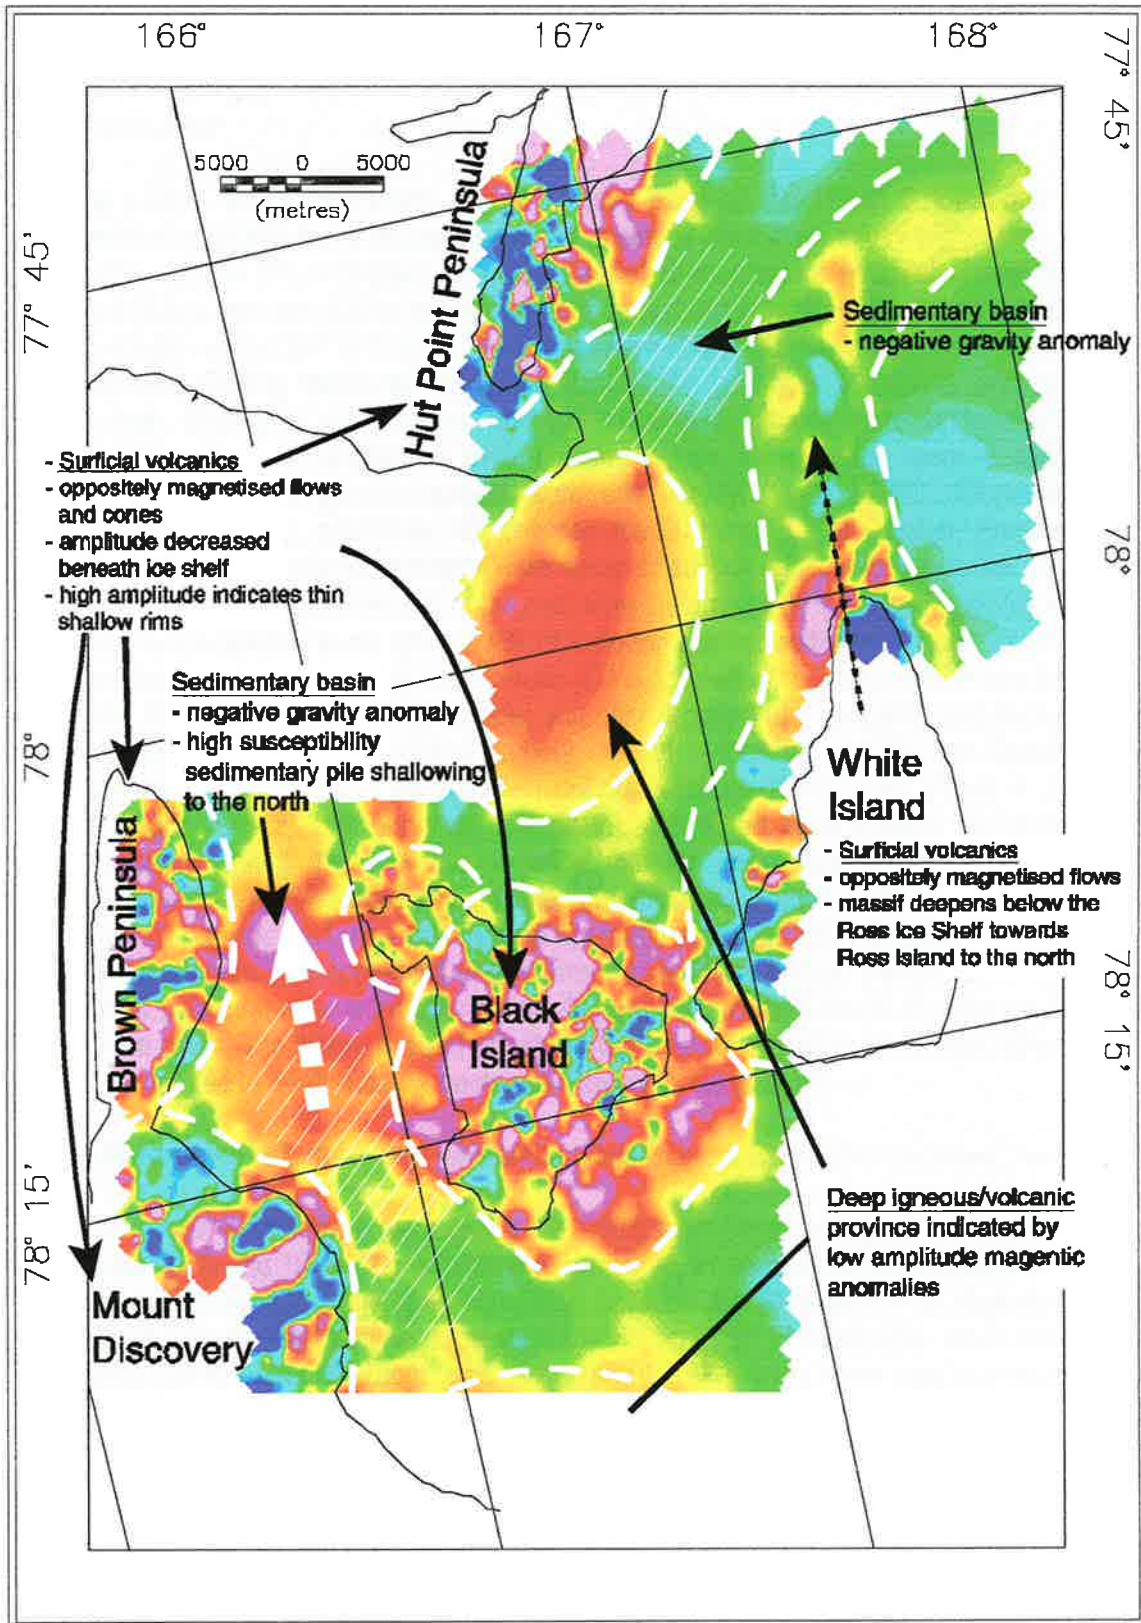 166°
167°
168°
77° 45'
5000 0 5000
(metres)
Hut Point Peninsula
77° 45'
Sedimentary basin
- negative gravity anomaly
- Surficial volcanics
- oppositely magnetised flows
and cones
- amplitude decreased
beneath ice shelf
- high amplitude indicates thin
shallow rims
78°
Sedimentary basin
- negative gravity anomaly
- high susceptibility
sedimentary pile shallowing
to the north
78°
White
Island
- Surficial volcanics
- oppositely magnetised flows
- massif deepens below the
Ross Ice Shelf towards
Ross Island to the north
Brown Peninsula
Black
Island
78° 15'
78° 15'
Deep igneous/volcanic
province indicated by
low amplitude magentic
anomalies
Mount
Discovery